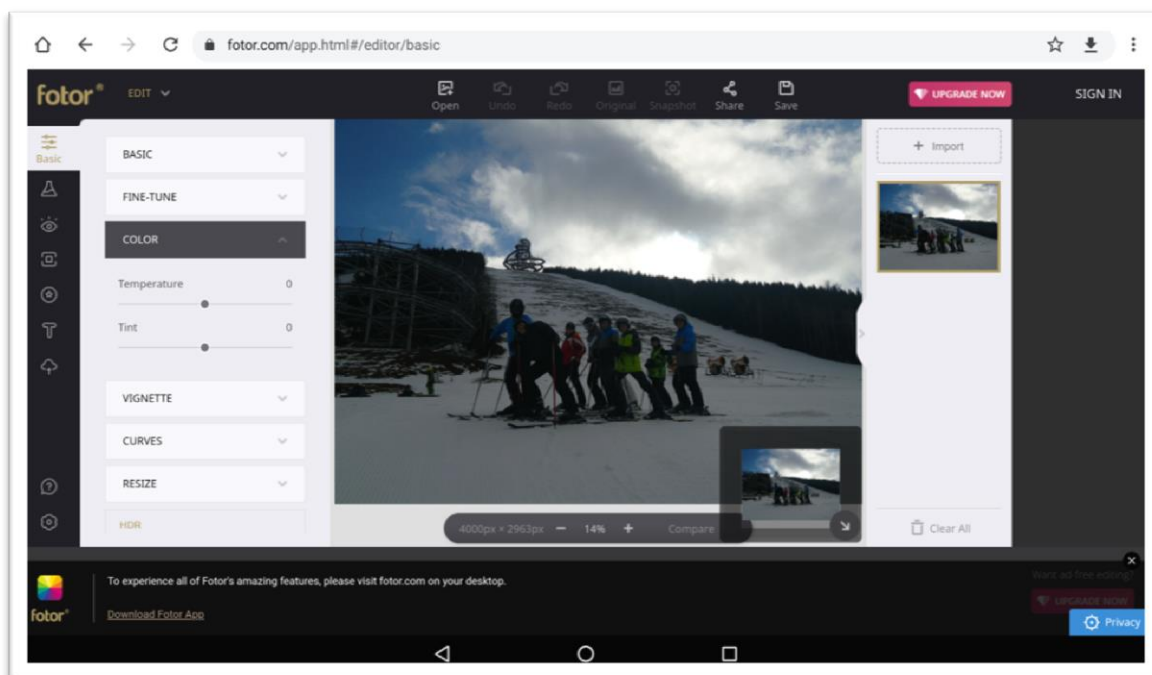 fotor.com/app.html#/editor/basic
fotor®
EDIT
Open
Undo
Redo
Original
Snapshot
Share
Save
UPGRADE NOW
SIGN IN
Basic
BASIC
FINE-TUNE
COLOR
Temperature 0
Tint 0
VIGNETTE
CURVES
RESIZE
HDR
4000px × 2963px
14%
Compare
+ Import
Clear All
fotor®
To experience all of Fotor's amazing features, please visit fotor.com on your desktop.
Download Fotor App
Want ad-free editing?
UPGRADE NOW
Privacy